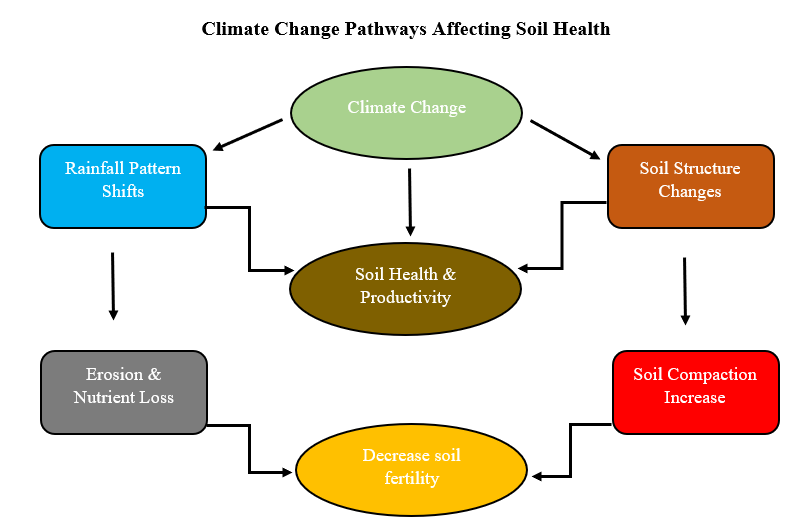 Climate Change Pathways Affecting Soil Health
Climate Change
Rainfall Pattern
Shifts
Soil Structure
Changes
Soil Health &
Productivity
Erosion &
Nutrient Loss
Soil Compaction
Increase
Decrease soil
fertility